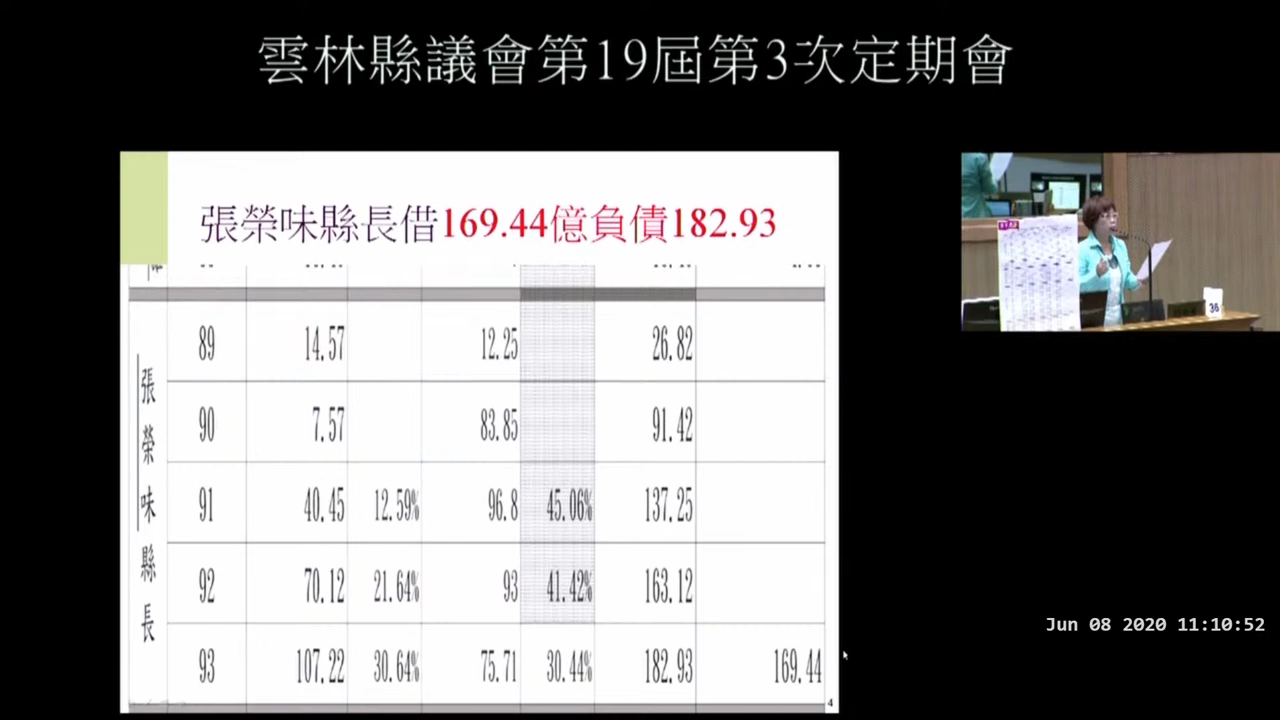 雲林縣議會第19屆第3次定期會
張榮味縣長借169.44億負債182.93
張榮味縣長
89 14.57 12.25 26.82
90 7.57 83.85 91.42
91 40.45 12.59% 96.8 45.06% 137.25
92 70.12 21.64% 93 41.42% 163.12
93 107.22 30.64% 75.71 30.44% 182.93 169.44
4
36
Jun 08 2020 11:10:52